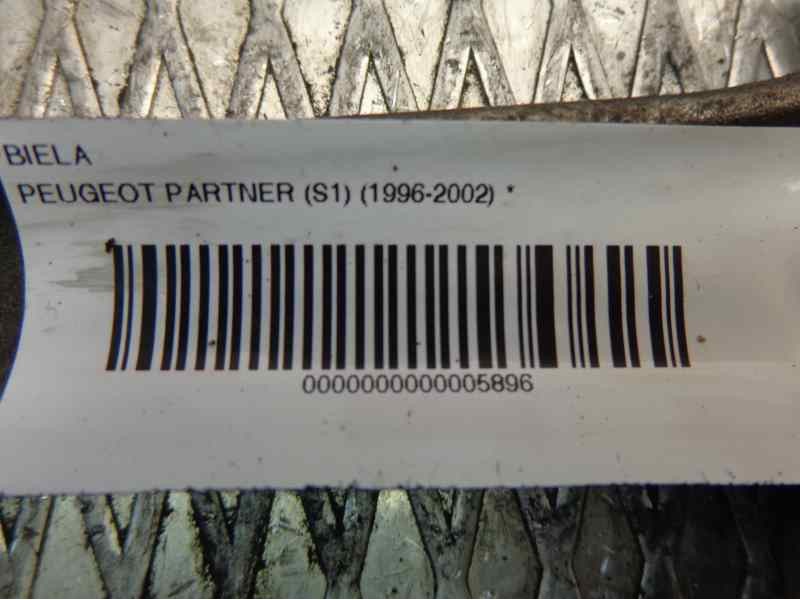 BIELA
PEUGEOT PARTNER (S1) (1996-2002) *
0000000000005896